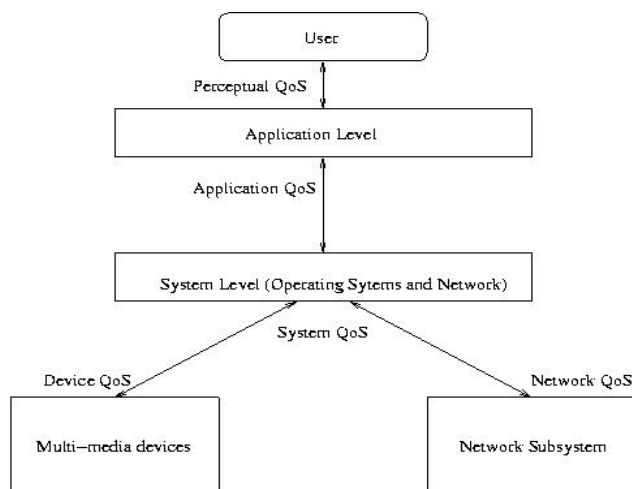 User
Perceptual QoS
Application Level
Application QoS
System Level (Operating Sytems and Network)
System QoS
Device QoS
Network QoS
Multi-media devices
Network Subsystem